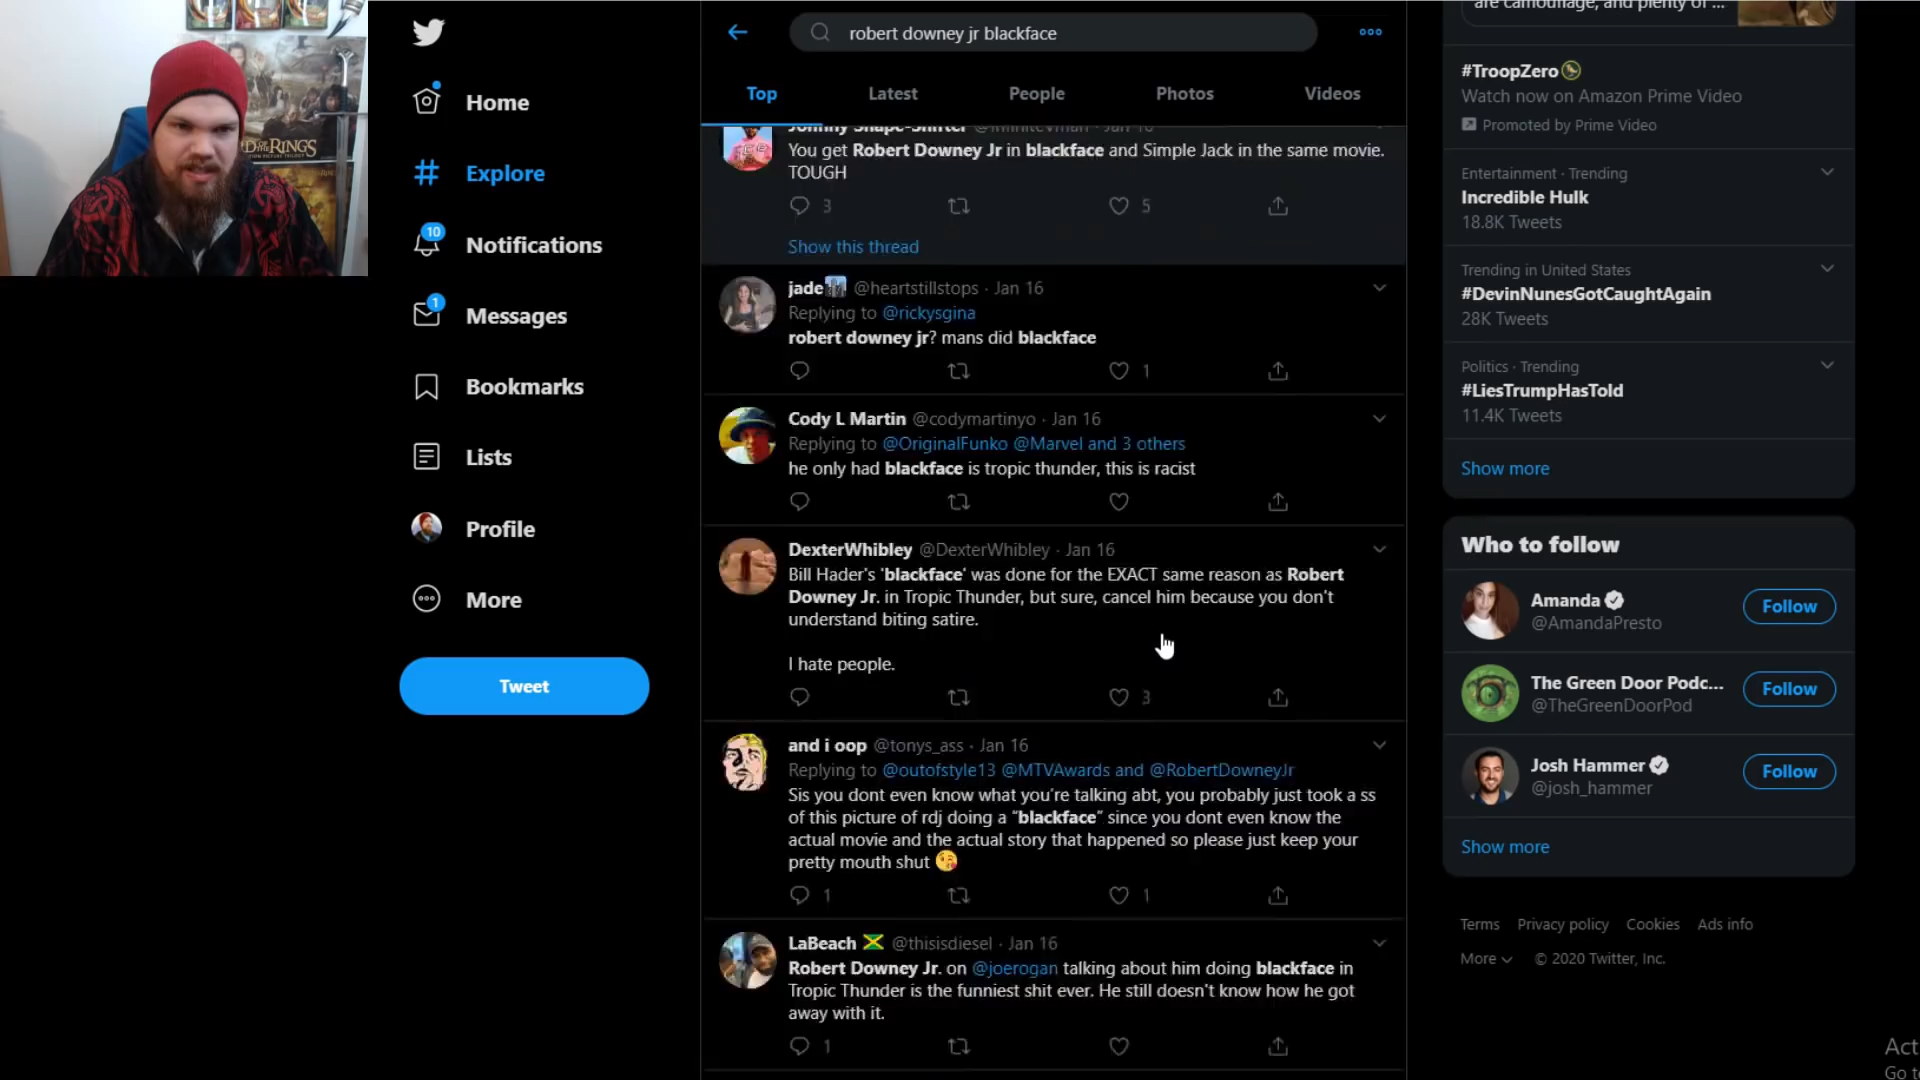 D OF THE RINGS
Home
Explore
10
Notifications
1
Messages
Bookmarks
Lists
Profile
More
Tweet
robert downey jr blackface
Top
Latest
People
Photos
Videos
Johnny Shape-Shifter
You get Robert Downey Jr in blackface and Simple Jack in the same movie.
TOUGH
3
5
Show this thread
jade @heartstillstops · Jan 16
Replying to @rickysgina
robert downey jr? mans did blackface
1
Cody L Martin @codymartinyo · Jan 16
Replying to @OriginalFunko @Marvel and 3 others
he only had blackface is tropic thunder, this is racist
DexterWhibley @DexterWhibley · Jan 16
Bill Hader's 'blackface' was done for the EXACT same reason as Robert
Downey Jr. in Tropic Thunder, but sure, cancel him because you don't
understand biting satire.
I hate people.
3
and i oop @tonys_ass · Jan 16
Replying to @outofstyle13 @MTVAwards and @RobertDowneyJr
Sis you dont even know what you're talking abt, you probably just took a ss
of this picture of rdj doing a "blackface" since you dont even know the
actual movie and the actual story that happened so please just keep your
pretty mouth shut 😘
1
1
LaBeach 🇯🇲 @thisisdiesel · Jan 16
Robert Downey Jr. on @joerogan talking about him doing blackface in
Tropic Thunder is the funniest shit ever. He still doesn't know how he got
away with it.
1
are camouflage, and plenty of ...
#TroopZero
Watch now on Amazon Prime Video
Promoted by Prime Video
Entertainment · Trending
Incredible Hulk
18.8K Tweets
Trending in United States
#DevinNunesGotCaughtAgain
28K Tweets
Politics · Trending
#LiesTrumpHasTold
11.4K Tweets
Show more
Who to follow
Amanda
@AmandaPresto
Follow
The Green Door Podc...
@TheGreenDoorPod
Follow
Josh Hammer
@josh_hammer
Follow
Show more
Terms Privacy policy Cookies Ads info
More © 2020 Twitter, Inc.
Act
Go t